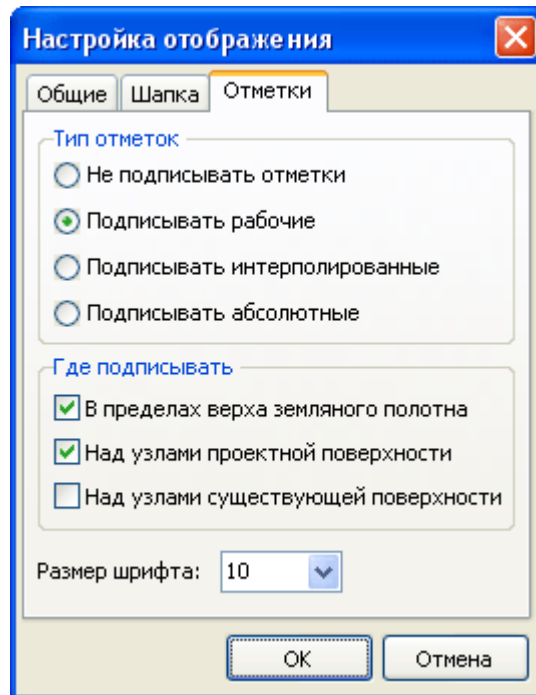 Настройка отображения
Общие Шапка Отметки
Тип отметок
Не подписывать отметки
Подписывать рабочие
Подписывать интерполированные
Подписывать абсолютные
Где подписывать
В пределах верха земляного полотна
Над узлами проектной поверхности
Над узлами существующей поверхности
Размер шрифта: 10
ОК Отмена